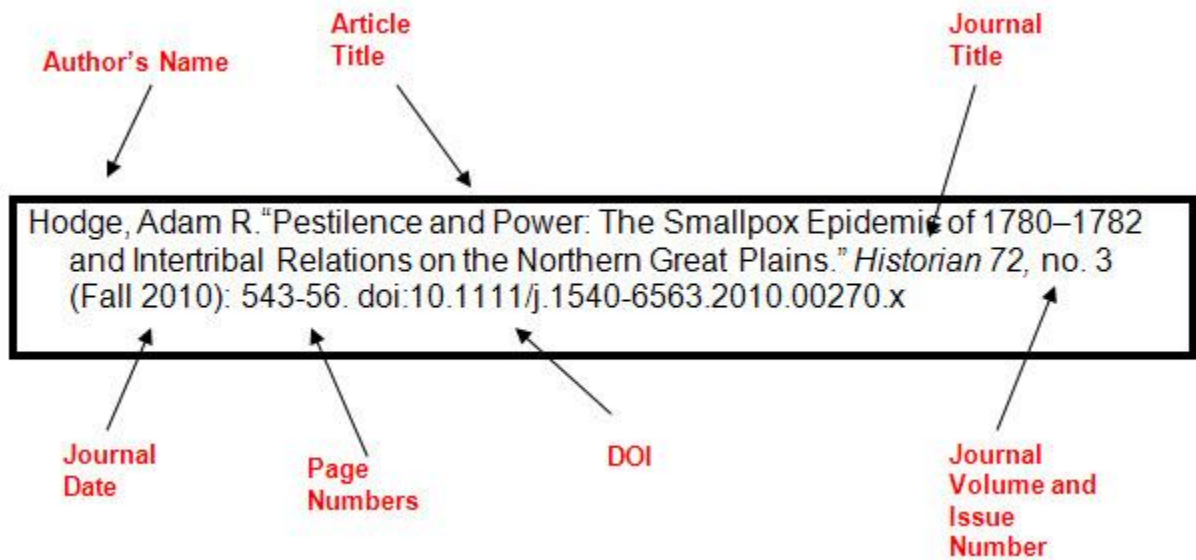 Article
Title
Journal
Title
Author’s Name
Hodge, Adam R.“Pestilence and Power: The Smallpox Epidemic of 1780–1782
and Intertribal Relations on the Northern Great Plains.” Historian 72, no. 3
(Fall 2010): 543-56. doi:10.1111/j.1540-6563.2010.00270.x
Journal
Date
Page
Numbers
DOI
Journal
Volume and
Issue
Number